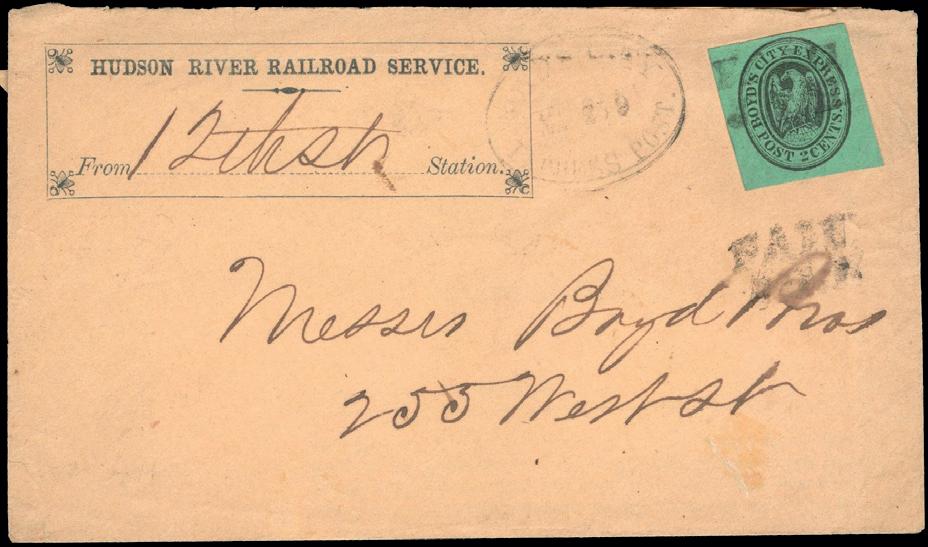 HUDSON RIVER RAILROAD SERVICE.
From 12th St Station.
POST.
BOYD'S CITY EXPRESS
POST 2 CENTS.
PAID
Messrs Boyd Bros
255 West St